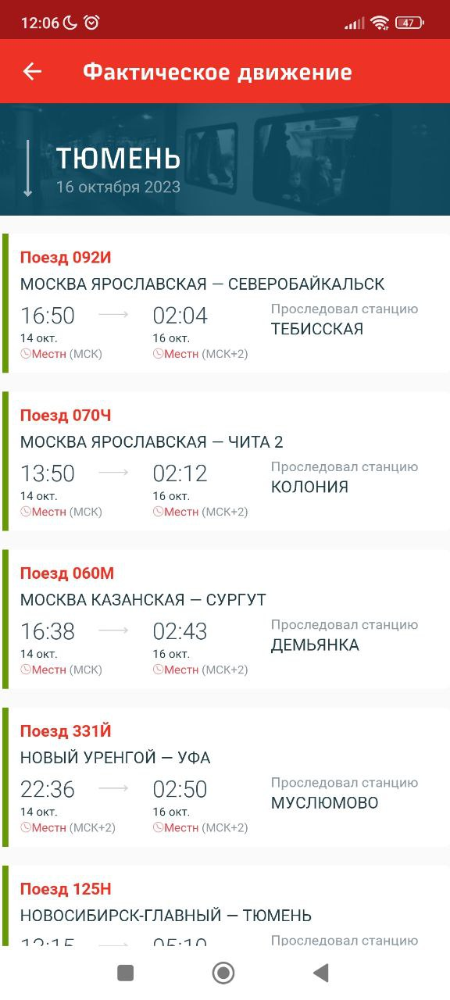 12:06
47
Фактическое движение
ТЮМЕНЬ
16 октября 2023
Поезд 092И
МОСКВА ЯРОСЛАВСКАЯ — СЕВЕРОБАЙКАЛЬСК
16:50 02:04 Проследовал станцию
ТЕБИССКАЯ
14 окт. 16 окт.
Местн (МСК) Местн (МСК+2)
Поезд 070Ч
МОСКВА ЯРОСЛАВСКАЯ — ЧИТА 2
13:50 02:12 Проследовал станцию
КОЛОНИЯ
14 окт. 16 окт.
Местн (МСК) Местн (МСК+2)
Поезд 060М
МОСКВА КАЗАНСКАЯ — СУРГУТ
16:38 02:43 Проследовал станцию
ДЕМЬЯНКА
14 окт. 16 окт.
Местн (МСК) Местн (МСК+2)
Поезд 331Й
НОВЫЙ УРЕНГОЙ — УФА
22:36 02:50 Проследовал станцию
МУСЛЮМОВО
14 окт. 16 окт.
Местн (МСК+2) Местн (МСК+2)
Поезд 125Н
НОВОСИБИРСК-ГЛАВНЫЙ — ТЮМЕНЬ
Проследовал станцию